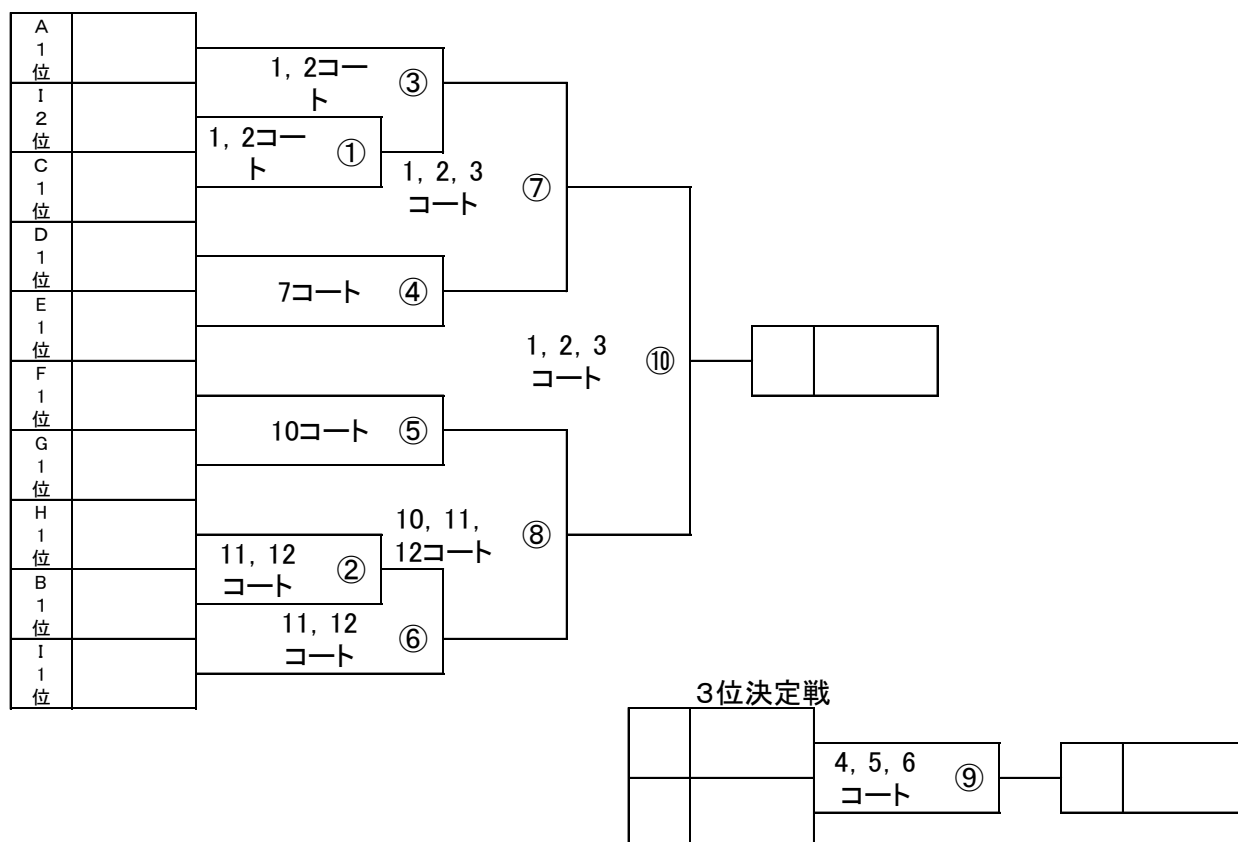 A
1
位
I
2
位
C
1
位
D
1
位
E
1
位
F
1
位
G
1
位
H
1
位
B
1
位
I
1
位
1, 2コー
ト
③
1, 2コー
ト
①
1, 2, 3
コート
⑦
7コート
④
1, 2, 3
コート
⑩
10コート
⑤
10, 11,
12コート
⑧
11, 12
コート
②
11, 12
コート
⑥
3位決定戦
4, 5, 6
コート
⑨